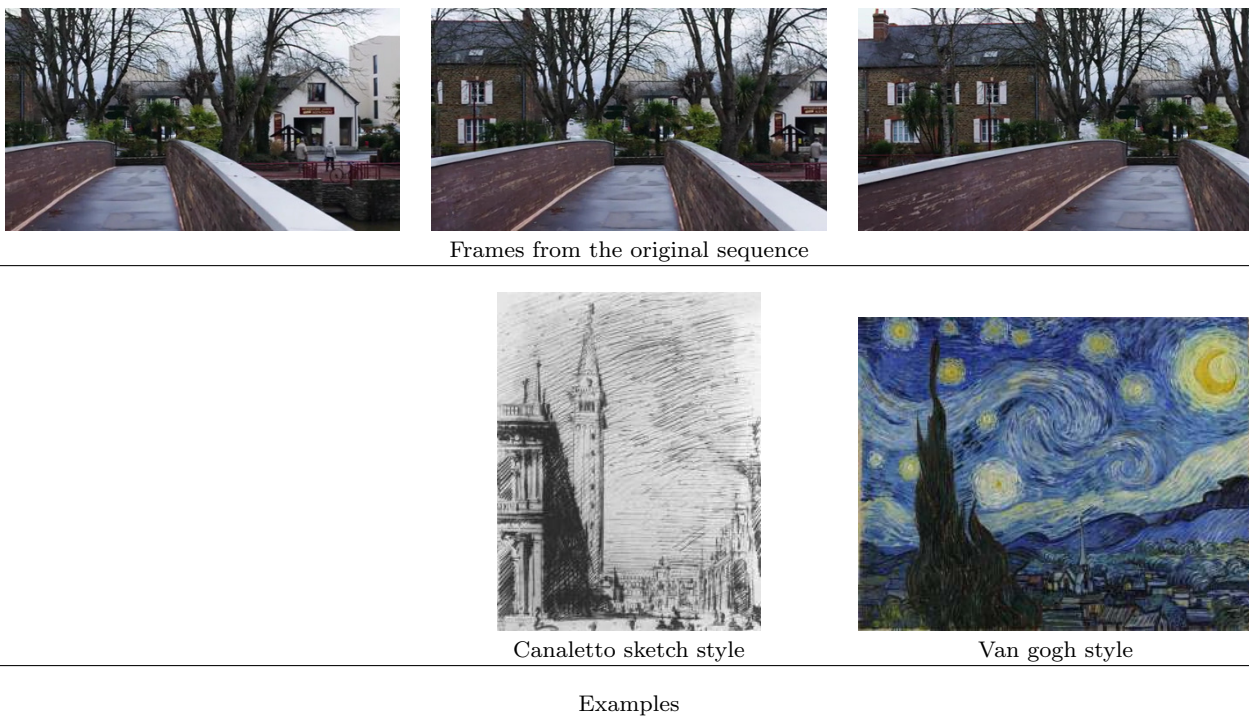 Frames from the original sequence
Canaletto sketch style
Van gogh style
Examples